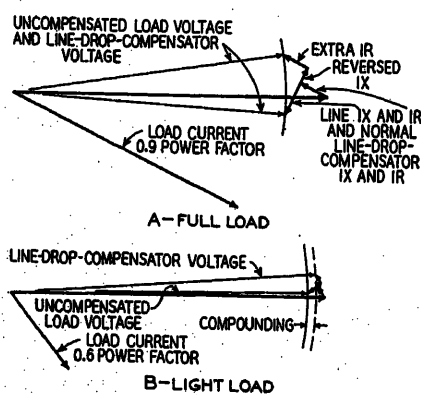 UNCOMPENSATED LOAD VOLTAGE
AND LINE-DROP-COMPENSATOR
VOLTAGE
EXTRA IR
REVERSED
IX
LINE IX AND IR
AND NORMAL
LINE-DROP-
COMPENSATOR
IX AND IR
LOAD CURRENT
0.9 POWER FACTOR
A-FULL LOAD
LINE-DROP-COMPENSATOR VOLTAGE
UNCOMPENSATED
LOAD VOLTAGE
COMPOUNDING
LOAD CURRENT
0.6 POWER FACTOR
B-LIGHT LOAD